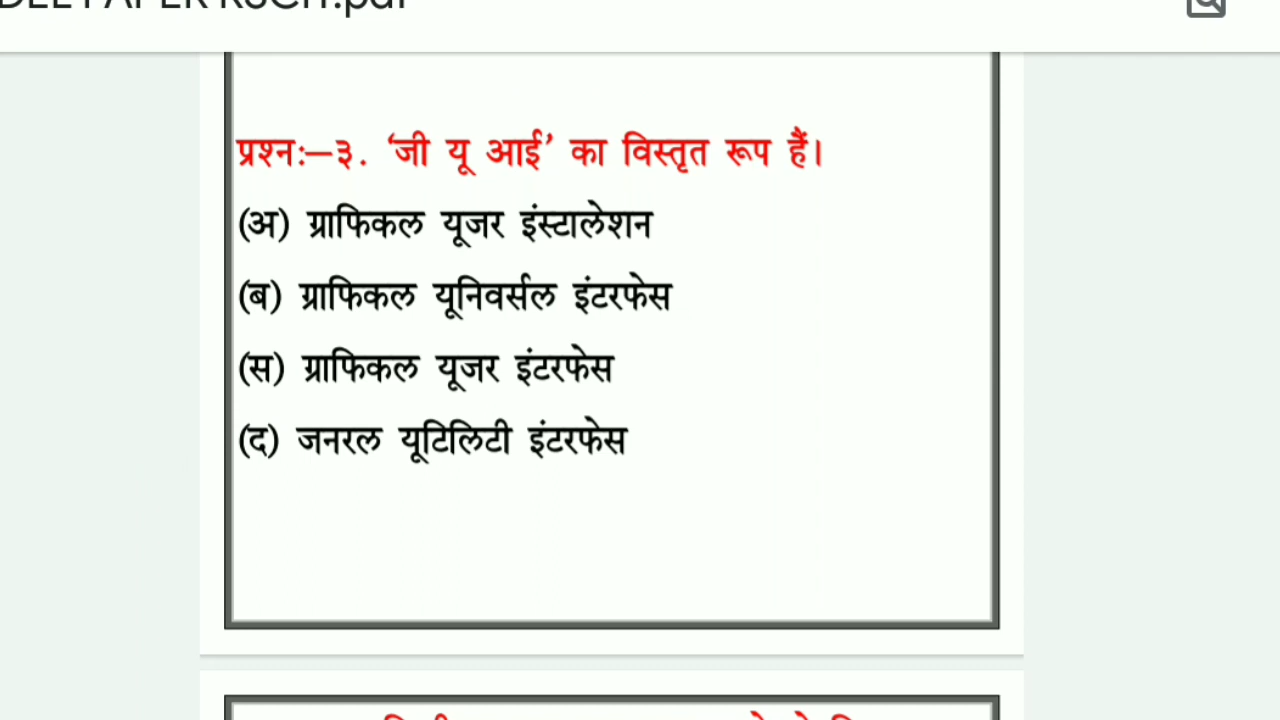 प्रश्नः–३. ‘जी यू आई’ का विस्तृत रूप हैं।
(अ) ग्राफिकल यूजर इंस्टालेशन
(ब) ग्राफिकल यूनिवर्सल इंटरफेस
(स) ग्राफिकल यूजर इंटरफेस
(द) जनरल यूटिलिटी इंटरफेस